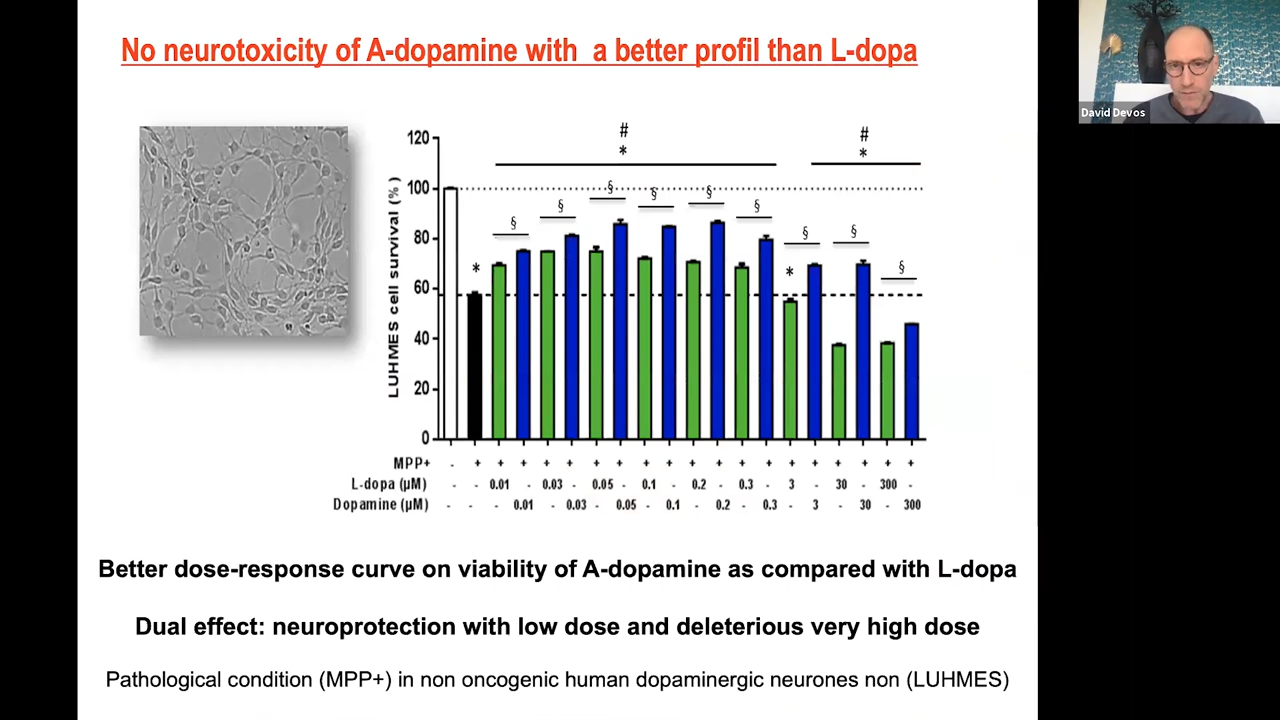 No neurotoxicity of A-dopamine with a better profil than L-dopa
David Devos
LUHMES cell survival (%)
120
100
80
60
40
20
0
# #
* *
§ § § § § § § § §
* *
MPP+ - + + + + + + + + + + + + + + + + + + +
L-dopa (µM) - - 0.01 - 0.03 - 0.05 - 0.1 - 0.2 - 0.3 - 3 - 30 - 300 -
Dopamine (µM) - - - 0.01 - 0.03 - 0.05 - 0.1 - 0.2 - 0.3 - 3 - 30 - 300
Better dose-response curve on viability of A-dopamine as compared with L-dopa
Dual effect: neuroprotection with low dose and deleterious very high dose
Pathological condition (MPP+) in non oncogenic human dopaminergic neurones non (LUHMES)